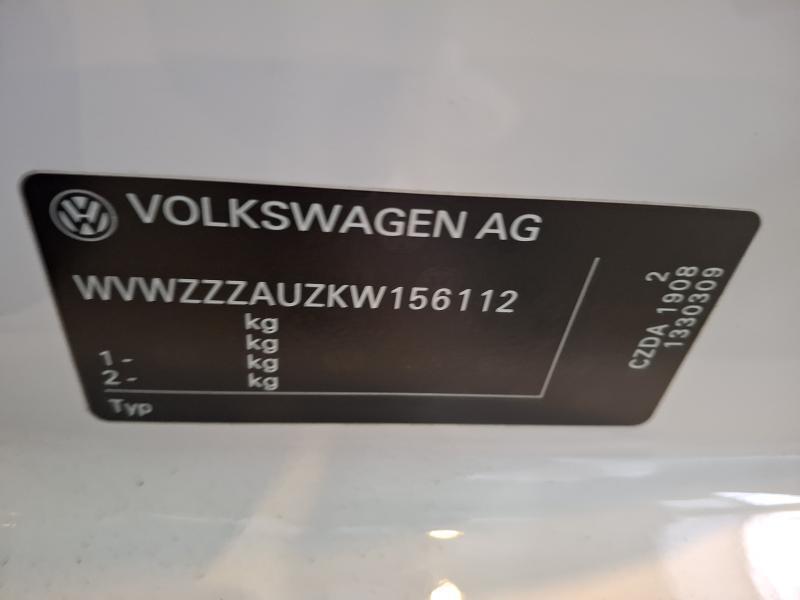 VOLKSWAGEN AG
WVWZZZAUZKW156112
kg
kg
1 - kg
2 - kg
Typ
2
CZDA 1908
1330309